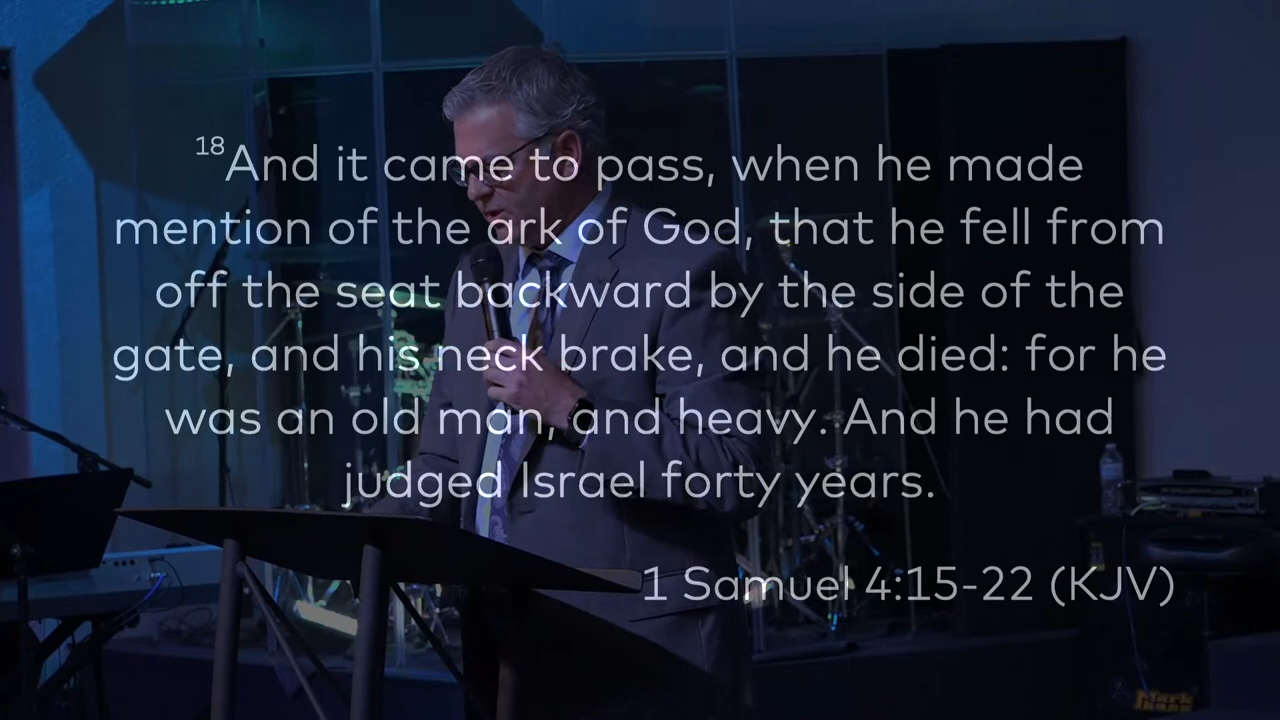 18And it came to pass, when he made
mention of the ark of God, that he fell from
off the seat backward by the side of the
gate, and his neck brake, and he died: for he
was an old man, and heavy. And he had
judged Israel forty years.
1 Samuel 4:15-22 (KJV)
Mark
bass